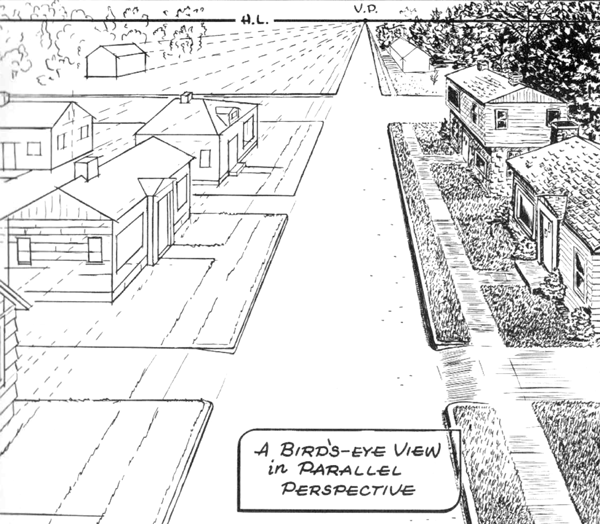 H.L.
V.P.
A BIRD'S-EYE VIEW
in PARALLEL
PERSPECTIVE